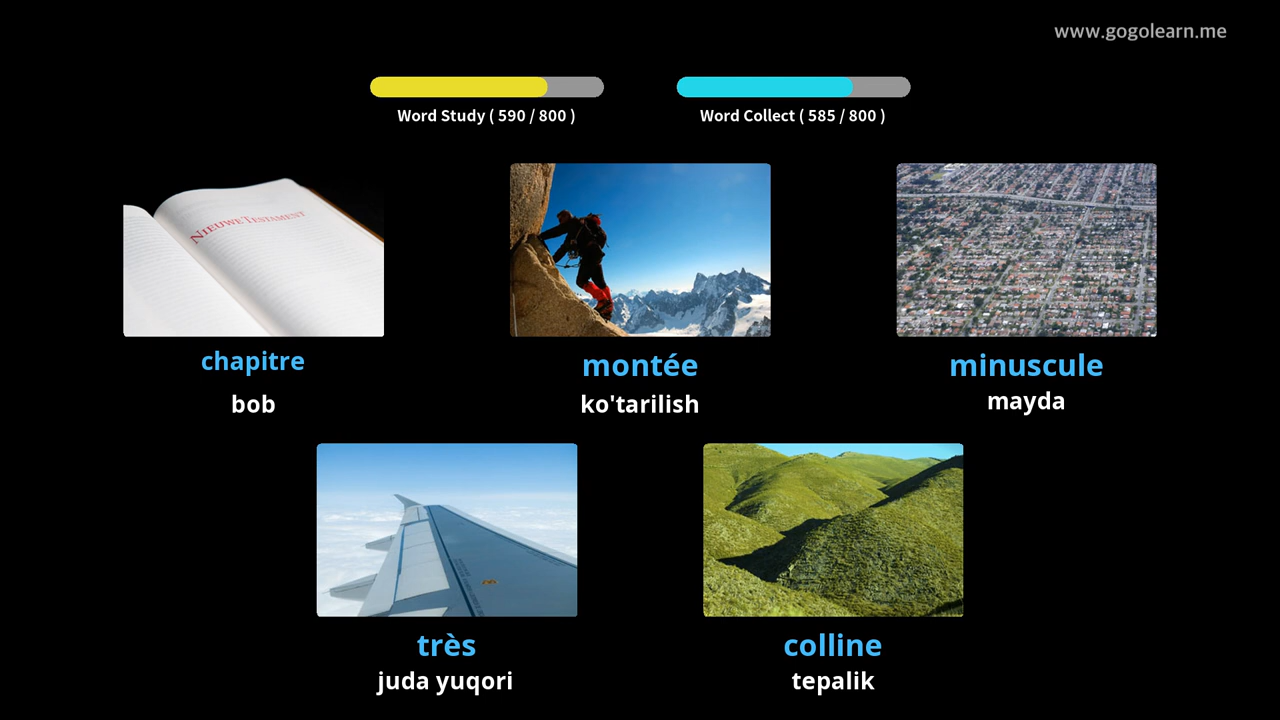 www.gogolearn.me
Word Study ( 590 / 800 )
Word Collect ( 585 / 800 )
NIEUWE TESTAMENT
chapitre
montée
minuscule
bob
ko'tarilish
mayda
très
colline
juda yuqori
tepalik